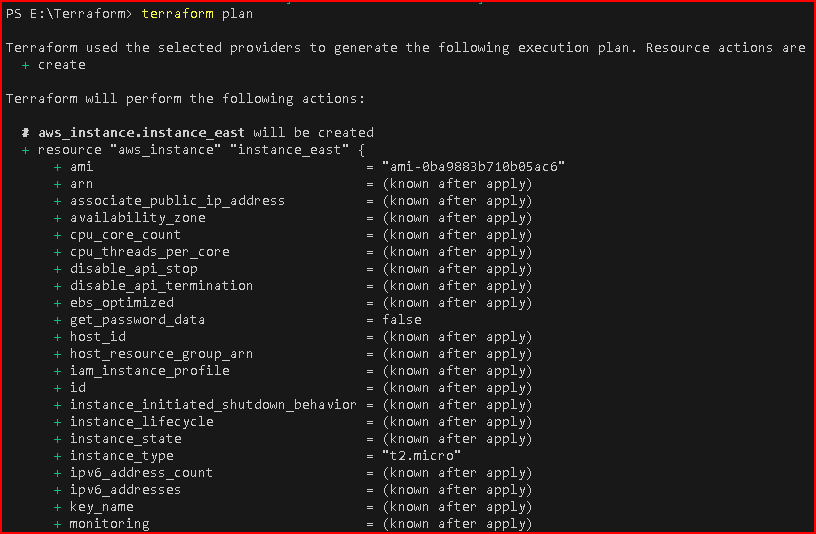 PS E:\Terraform> terraform plan
Terraform used the selected providers to generate the following execution plan. Resource actions are
+ create
Terraform will perform the following actions:
# aws_instance.instance_east will be created
+ resource "aws_instance" "instance_east" {
+ ami = "ami-0ba9883b710b05ac6"
+ arn = (known after apply)
+ associate_public_ip_address = (known after apply)
+ availability_zone = (known after apply)
+ cpu_core_count = (known after apply)
+ cpu_threads_per_core = (known after apply)
+ disable_api_stop = (known after apply)
+ disable_api_termination = (known after apply)
+ ebs_optimized = (known after apply)
+ get_password_data = false
+ host_id = (known after apply)
+ host_resource_group_arn = (known after apply)
+ iam_instance_profile = (known after apply)
+ id = (known after apply)
+ instance_initiated_shutdown_behavior = (known after apply)
+ instance_lifecycle = (known after apply)
+ instance_state = (known after apply)
+ instance_type = "t2.micro"
+ ipv6_address_count = (known after apply)
+ ipv6_addresses = (known after apply)
+ key_name = (known after apply)
+ monitoring = (known after apply)